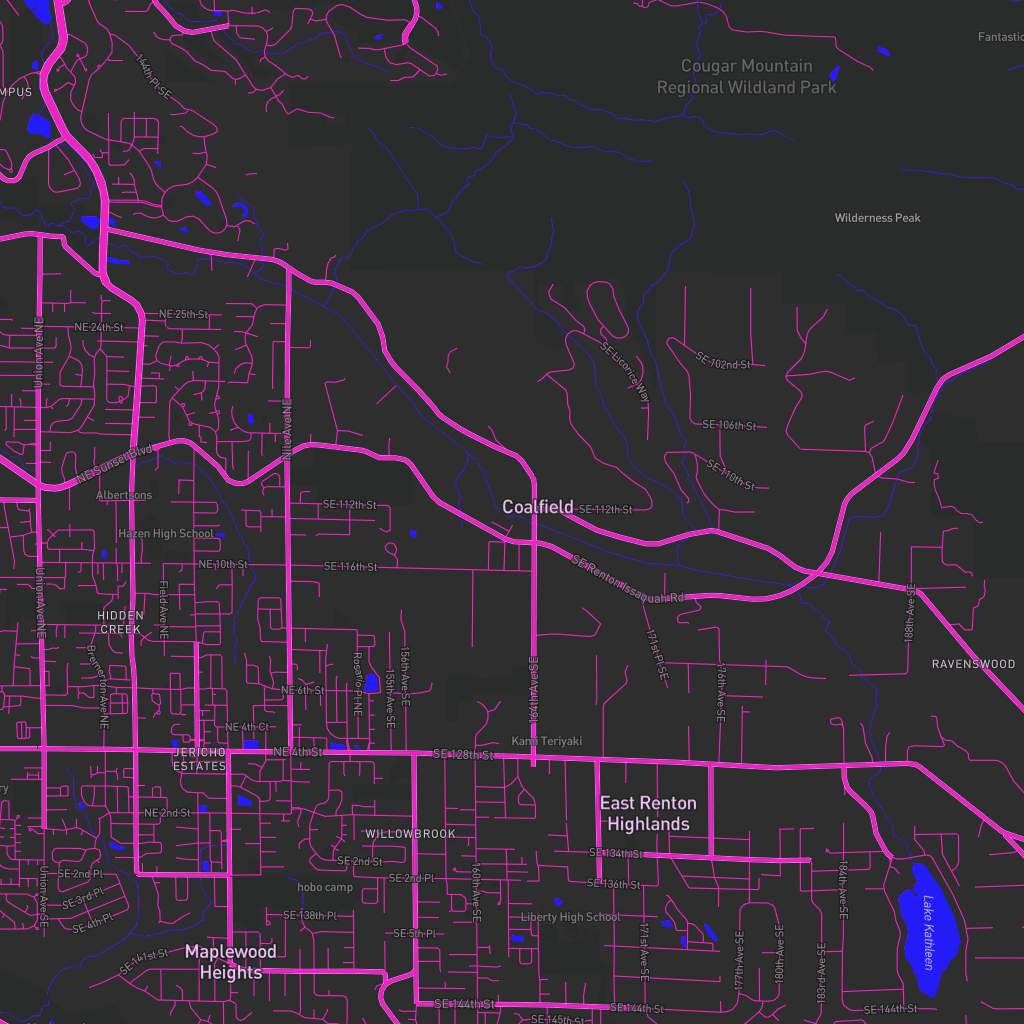 Fantastic
Cougar Mountain
Regional Wildland Park
144th Pl SE
MPUS
Wilderness Peak
NE 25th St
NE 24th St
Union Ave NE
SE Licorice Way
SE 102nd St
Nile Ave NE
SE 106th St
NE Sunset Blvd
SE 110th St
Albertsons
SE 112th St
Coalfield
SE 112th St
Hazen High School
NE 10th St
SE 116th St
SE Renton Issaquah Rd
Union Ave NE
Field Ave NE
188th Ave SE
HIDDEN
CREEK
171st Pl SE
RAVENSWOOD
Bremerton Ave NE
Rosario Pl NE
155th Ave SE
156th Ave SE
164th Ave SE
176th Ave SE
NE 6th St
NE 4th Ct
Kami Teriyaki
JERICHO
ESTATES
NE 4th St
SE 128th St
ry
NE 2nd St
East Renton
Highlands
WILLOWBROOK
SE 134th St
SE 2nd St
SE 2nd Pl
SE 2nd Pl
SE 136th St
184th Ave SE
Union Ave SE
SE 3rd Pl
hobo camp
160th Ave SE
SE 4th Pl
SE 138th Pl
Liberty High School
SE 5th Pl
Lake Kathleen
171st Ave SE
177th Ave SE
180th Ave SE
183rd Ave SE
SE 141st St
Maplewood
Heights
SE 144th St
SE 144th St
SE 144th St
SE 145th St